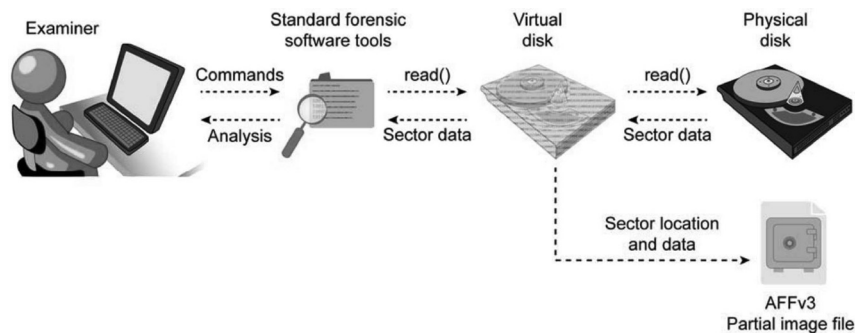 Examiner
Standard forensic
software tools
Virtual
disk
Physical
disk
Commands
Analysis
read()
Sector data
read()
Sector data
Sector location
and data
AFFv3
Partial image file